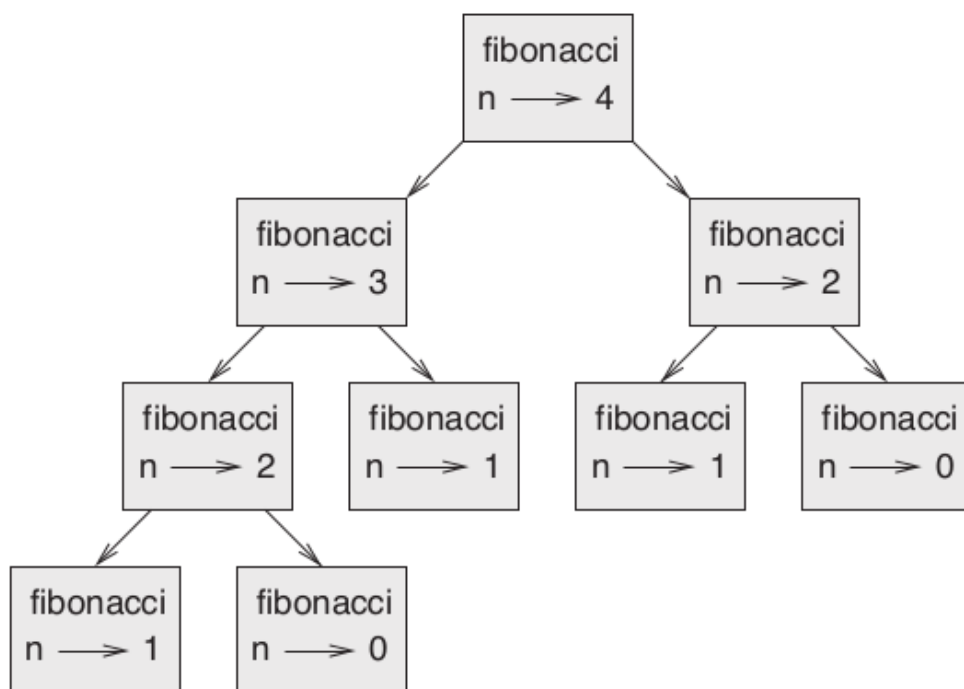 fibonacci
n → 4
fibonacci
n → 3
fibonacci
n → 2
fibonacci
n → 2
fibonacci
n → 1
fibonacci
n → 1
fibonacci
n → 0
fibonacci
n → 1
fibonacci
n → 0